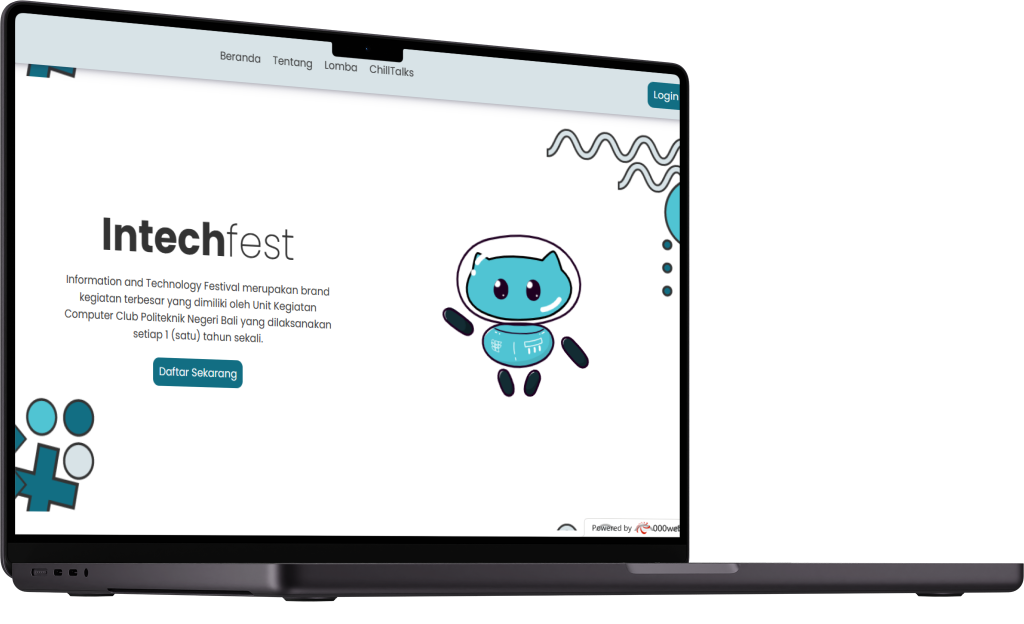 Beranda Tentang Lomba ChillTalks
Login
Intechfest
Information and Technology Festival merupakan brand
kegiatan terbesar yang dimiliki oleh Unit Kegiatan
Computer Club Politeknik Negeri Bali yang dilaksanakan
setiap 1 (satu) tahun sekali.
Daftar Sekarang
Powered by 000web